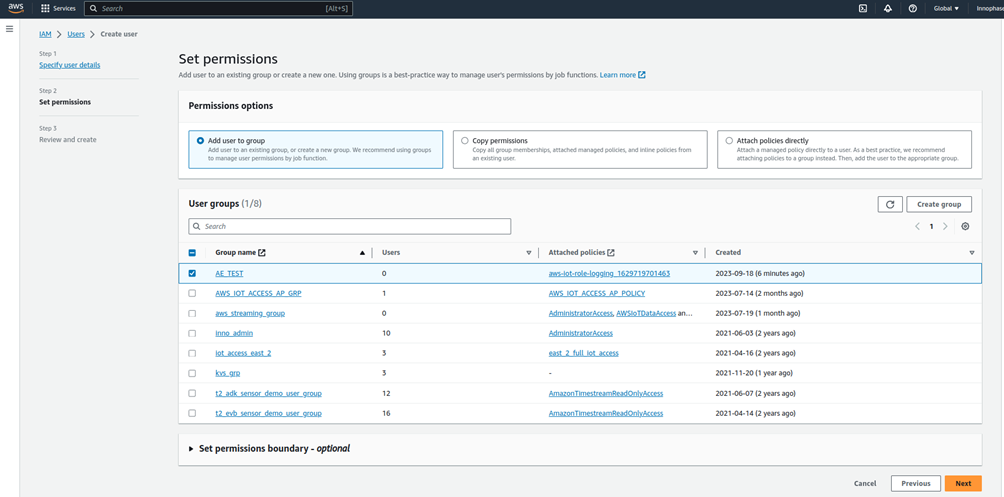 aws
Services
Search
[Alt+S]
Global
Innophase
IAM > Users > Create user
Step 1
Specify user details
Step 2
Set permissions
Step 3
Review and create
Set permissions
Add user to an existing group or create a new one. Using groups is a best-practice way to manage user's permissions by job functions. Learn more
Permissions options
Add user to group
Add user to an existing group, or create a new group. We recommend using groups
to manage user permissions by job function.
Copy permissions
Copy all group memberships, attached managed policies, and inline policies from
an existing user.
Attach policies directly
Attach a managed policy directly to a user. As a best practice, we recommend
attaching policies to a group instead. Then, add the user to the appropriate group.
User groups (1/8)
Create group
Search
1
Group name Users Attached policies Created
AE_TEST 0 aws-iot-role-logging_1629719701463 2023-09-18 (6 minutes ago)
AWS_IOT_ACCESS_AP_GRP 1 AWS_IOT_ACCESS_AP_POLICY 2023-07-14 (2 months ago)
aws_streaming_group 0 AdministratorAccess, AWSIoTDataAccess an... 2023-07-19 (1 month ago)
inno_admin 10 AdministratorAccess 2021-06-03 (2 years ago)
iot_access_east_2 3 east_2_full_iot_access 2021-04-16 (2 years ago)
kvs_grp 3 - 2021-11-20 (1 year ago)
t2_adk_sensor_demo_user_group 12 AmazonTimestreamReadOnlyAccess 2021-06-07 (2 years ago)
t2_evb_sensor_demo_user_group 16 AmazonTimestreamReadOnlyAccess 2021-04-14 (2 years ago)
Set permissions boundary - optional
Cancel
Previous
Next